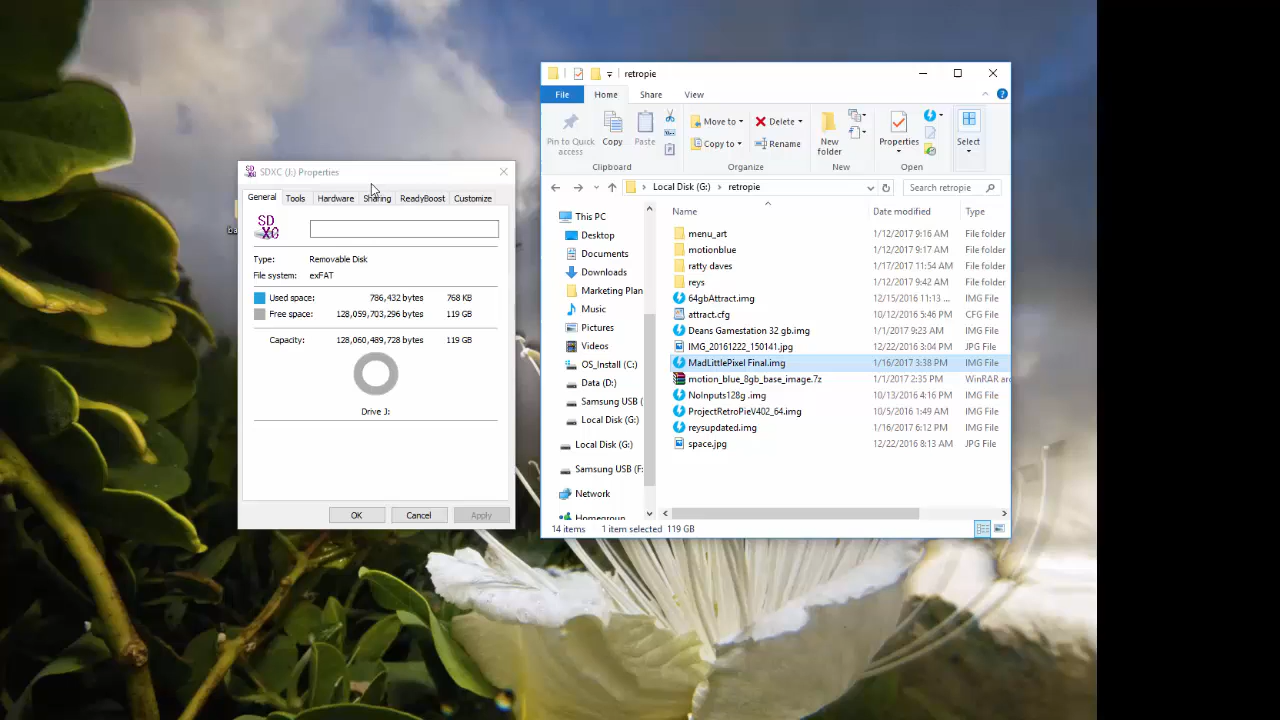 SDXC (J:) Properties
General Tools Hardware Sharing ReadyBoost Customize
SD
XG
Type: Removable Disk
File system: exFAT
Used space: 786,432 bytes 768 KB
Free space: 128,059,703,296 bytes 119 GB
Capacity: 128,060,489,728 bytes 119 GB
Drive J:
OK Cancel Apply
retropie
File Home Share View
Pin to Quick access
Copy
Paste
Clipboard
Move to
Copy to
Delete
Rename
Organize
New folder
New
Properties
Open
Select
Local Disk (G:) > retropie
Search retropie
This PC
Desktop
Documents
Downloads
Marketing Plan
Music
Pictures
Videos
OS_Install (C:)
Data (D:)
Samsung USB (
Local Disk (G:)
Local Disk (G:)
Samsung USB (F:
Network
Homegroup
Name Date modified Type
menu_art 1/12/2017 9:16 AM File folder
motionblue 1/12/2017 9:17 AM File folder
ratty daves 1/17/2017 11:54 AM File folder
reys 1/12/2017 9:42 AM File folder
64gbAttract.img 12/15/2016 11:13 ... IMG File
attract.cfg 10/12/2016 5:46 PM CFG File
Deans Gamestation 32 gb.img 1/1/2017 9:23 AM IMG File
IMG_20161222_150141.jpg 12/22/2016 3:04 PM JPG File
MadLittlePixel Final.img 1/16/2017 3:38 PM IMG File
motion_blue_8gb_base_image.7z 1/1/2017 2:35 PM WinRAR arc
NoInputs128g .img 10/13/2016 4:16 PM IMG File
ProjectRetroPieV402_64.img 10/5/2016 1:49 AM IMG File
reysupdated.img 1/16/2017 6:12 PM IMG File
space.jpg 12/22/2016 8:13 AM JPG File
14 items 1 item selected 119 GB